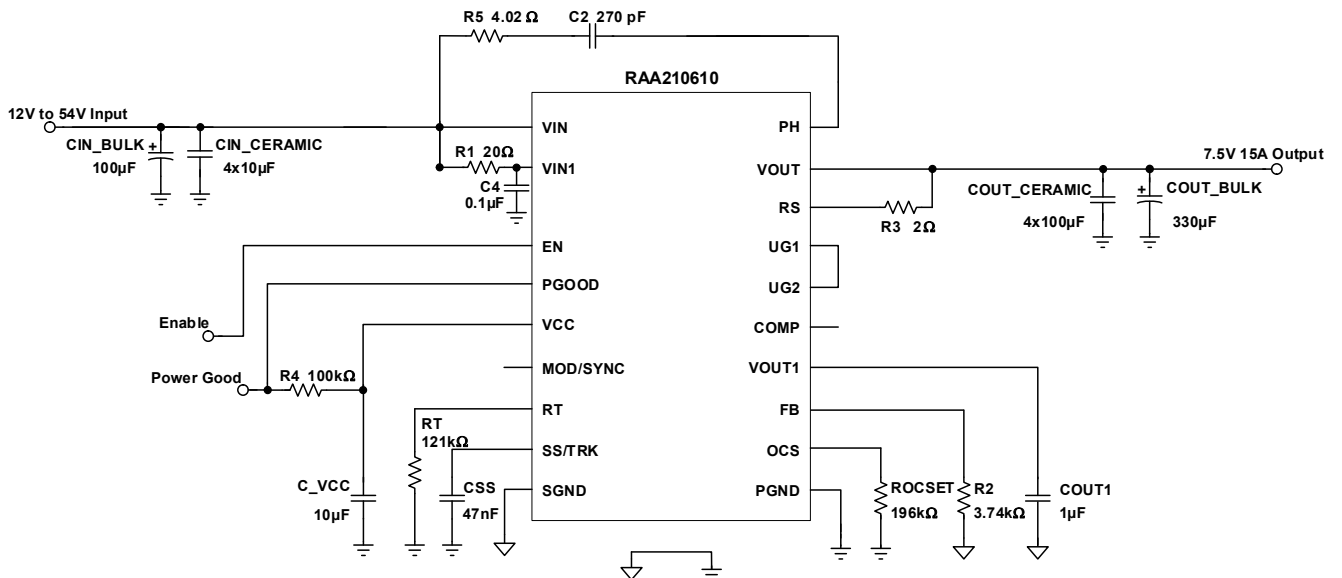 R5 4.02 Ω
C2 270 pF
RAA210610
12V to 54V Input
CIN_BULK
+
100µF
CIN_CERAMIC
4x10µF
R1 20Ω
C4
0.1µF
VIN
VIN1
EN
PGOOD
VCC
MOD/SYNC
RT
SS/TRK
SGND
PH
VOUT
RS
UG1
UG2
COMP
VOUT1
FB
OCS
PGND
7.5V 15A Output
R3 2Ω
COUT_CERAMIC
4x100µF
+
COUT_BULK
330µF
Enable
Power Good
R4 100kΩ
RT
121kΩ
C_VCC
10µF
CSS
47nF
ROCSET
196kΩ
R2
3.74kΩ
COUT1
1µF